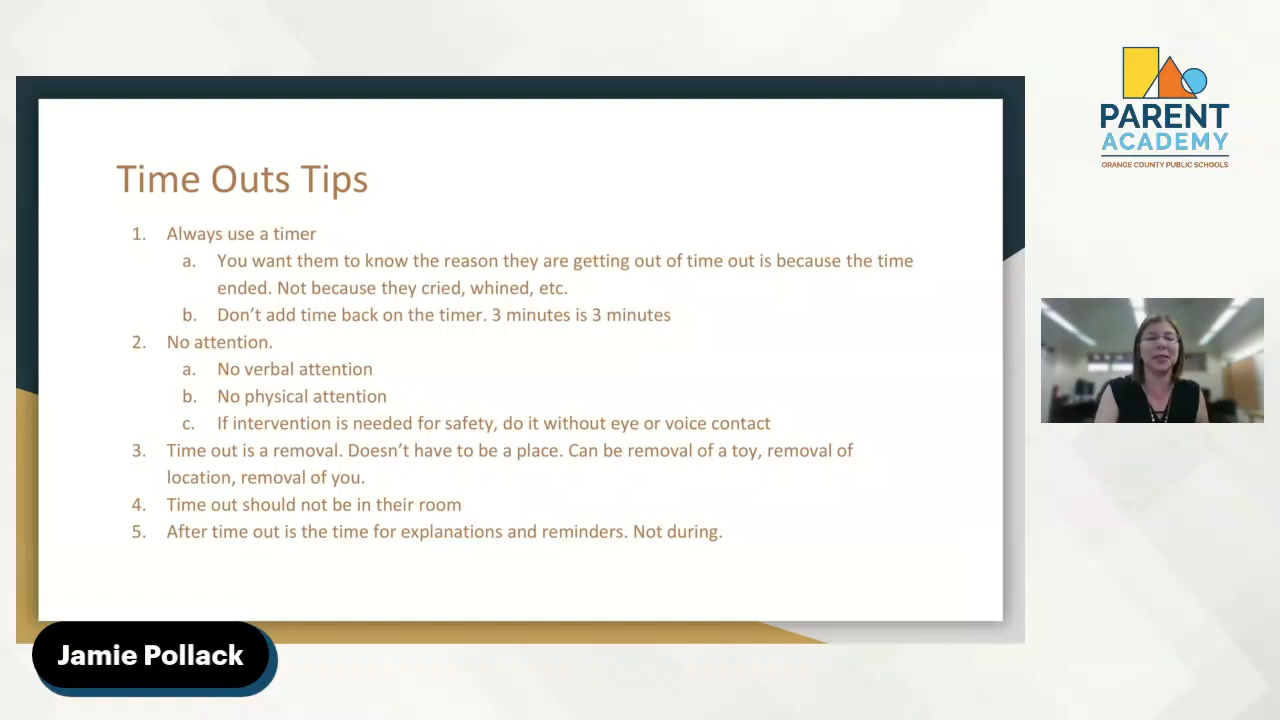 Time Outs Tips
1. Always use a timer
a. You want them to know the reason they are getting out of time out is because the time
ended. Not because they cried, whined, etc.
b. Don’t add time back on the timer. 3 minutes is 3 minutes
2. No attention.
a. No verbal attention
b. No physical attention
c. If intervention is needed for safety, do it without eye or voice contact
3. Time out is a removal. Doesn’t have to be a place. Can be removal of a toy, removal of
location, removal of you.
4. Time out should not be in their room
5. After time out is the time for explanations and reminders. Not during.
Jamie Pollack
PARENT
ACADEMY
ORANGE COUNTY PUBLIC SCHOOLS